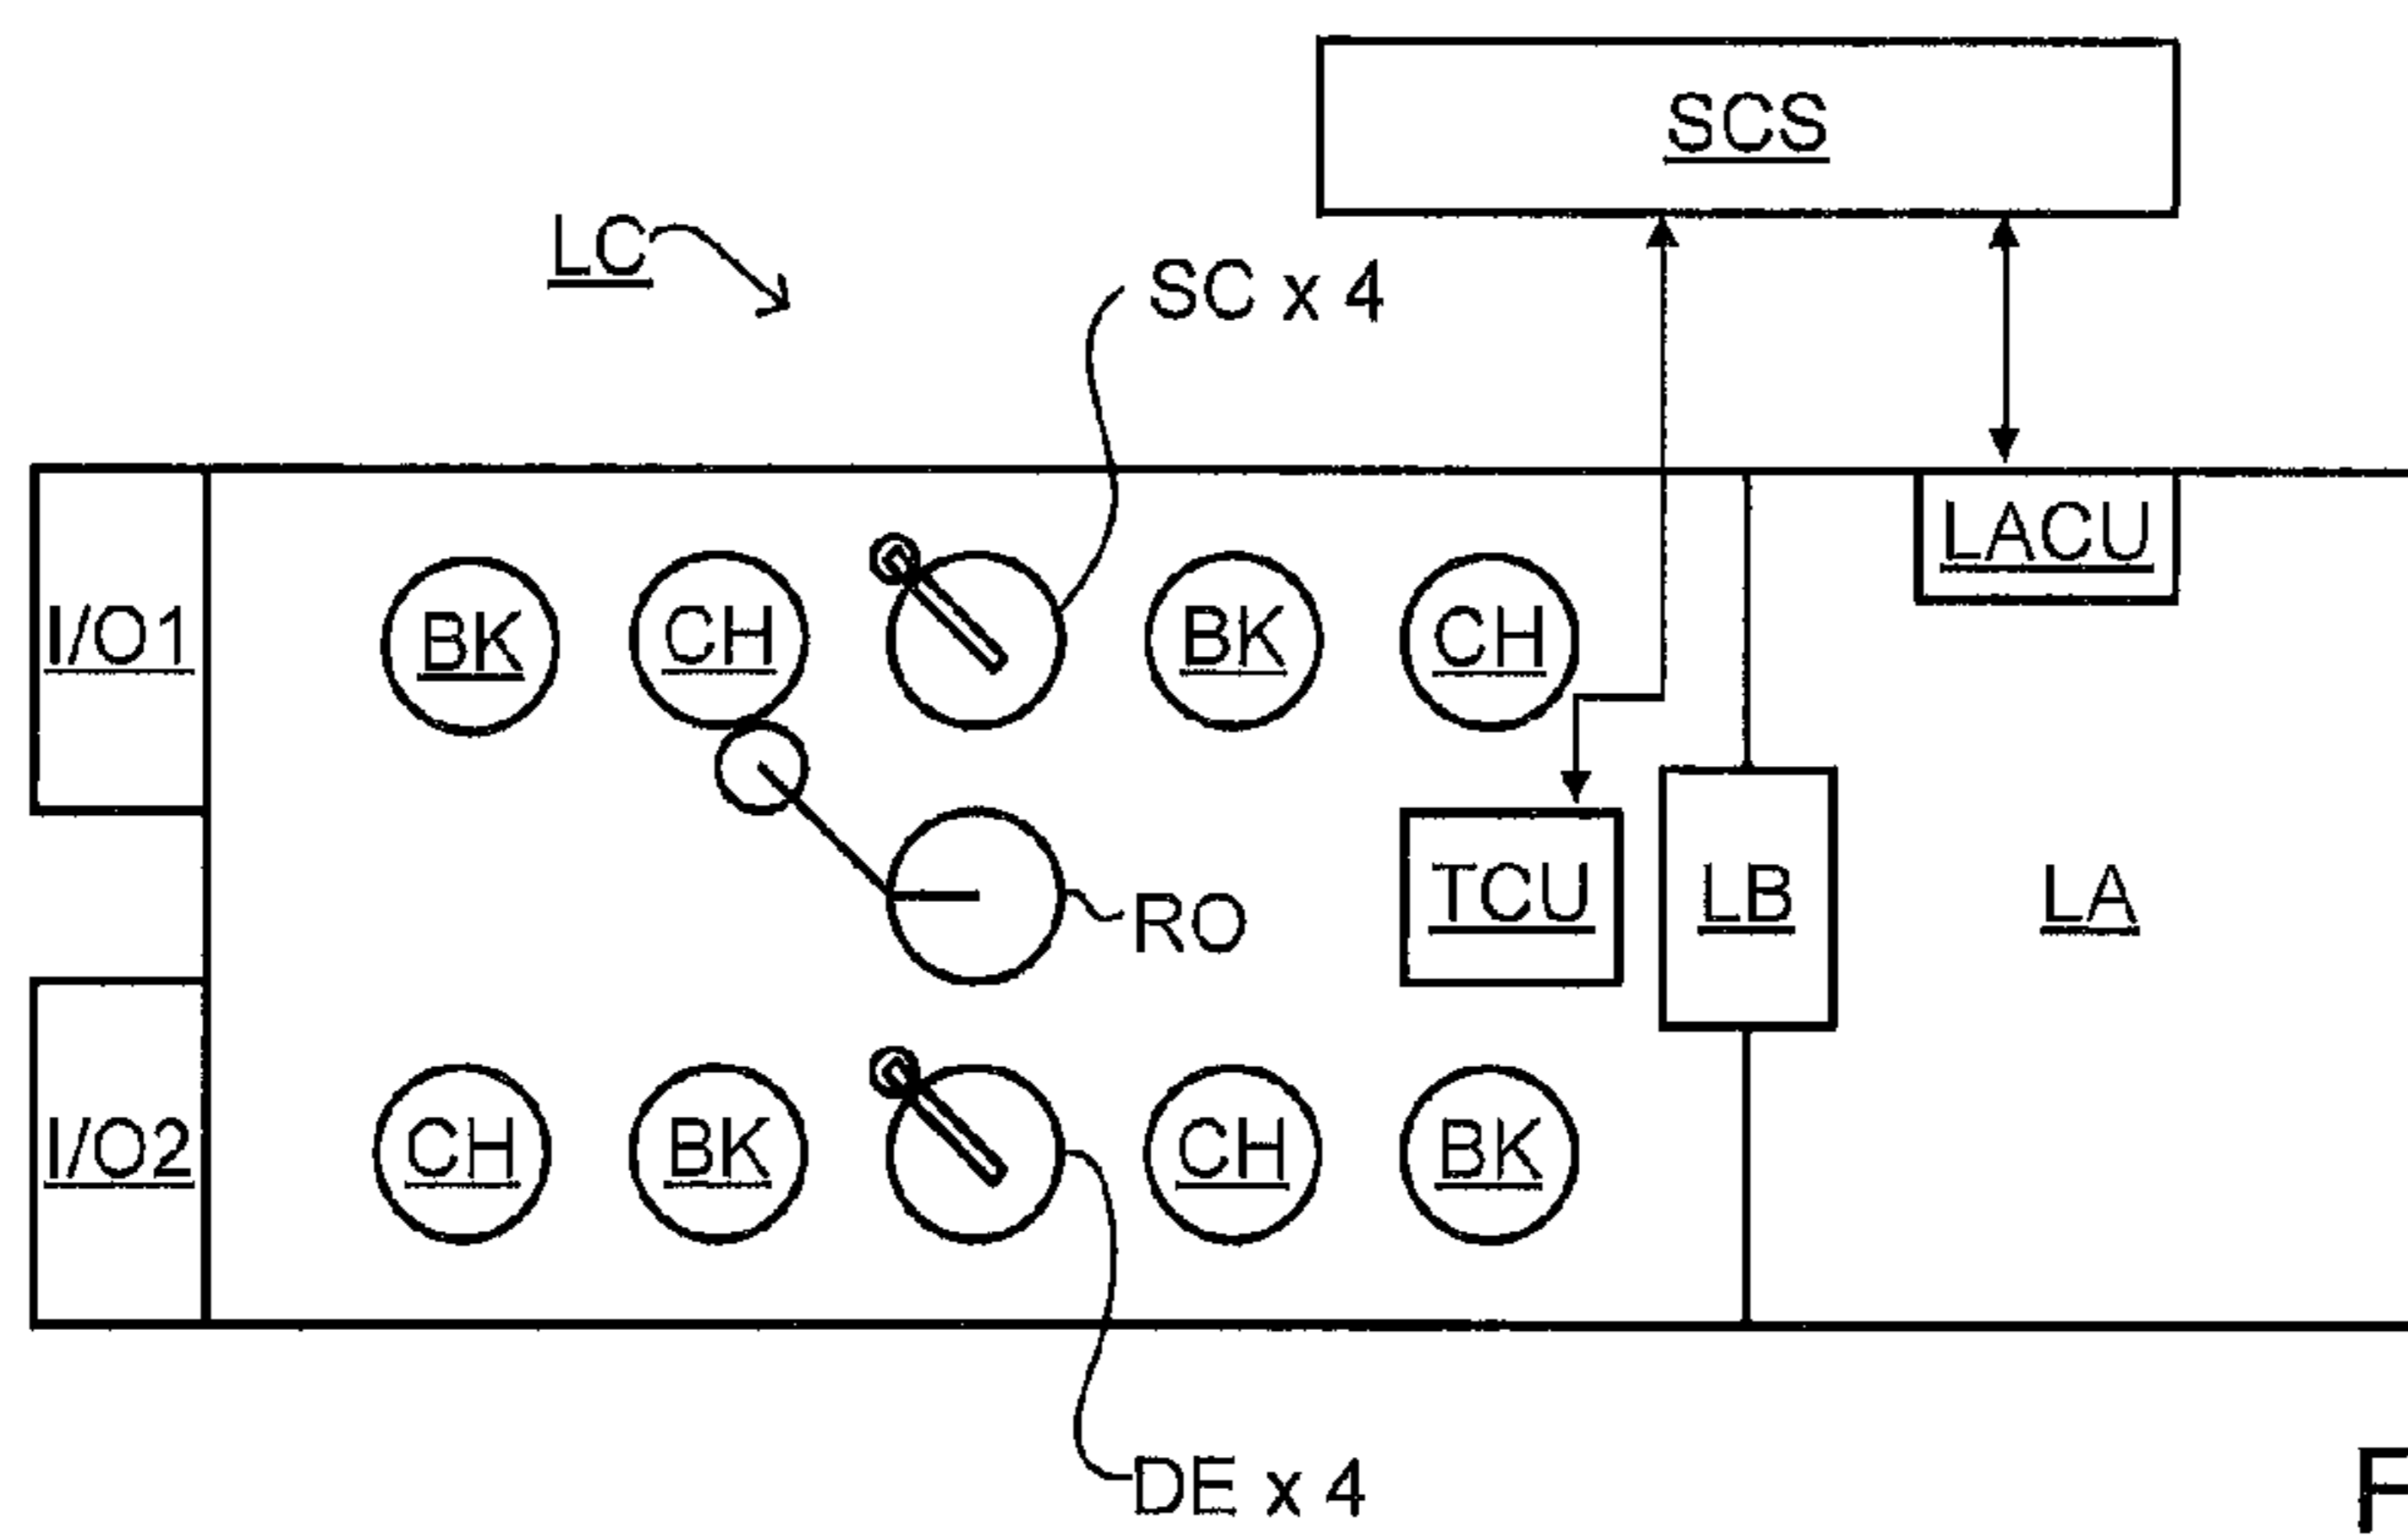 SCS
LC
SC x 4
LACU
I/O1
BK
CH
BK
CH
TCU
LB
LA
RO
I/O2
CH
BK
CH
BK
DE x 4
F